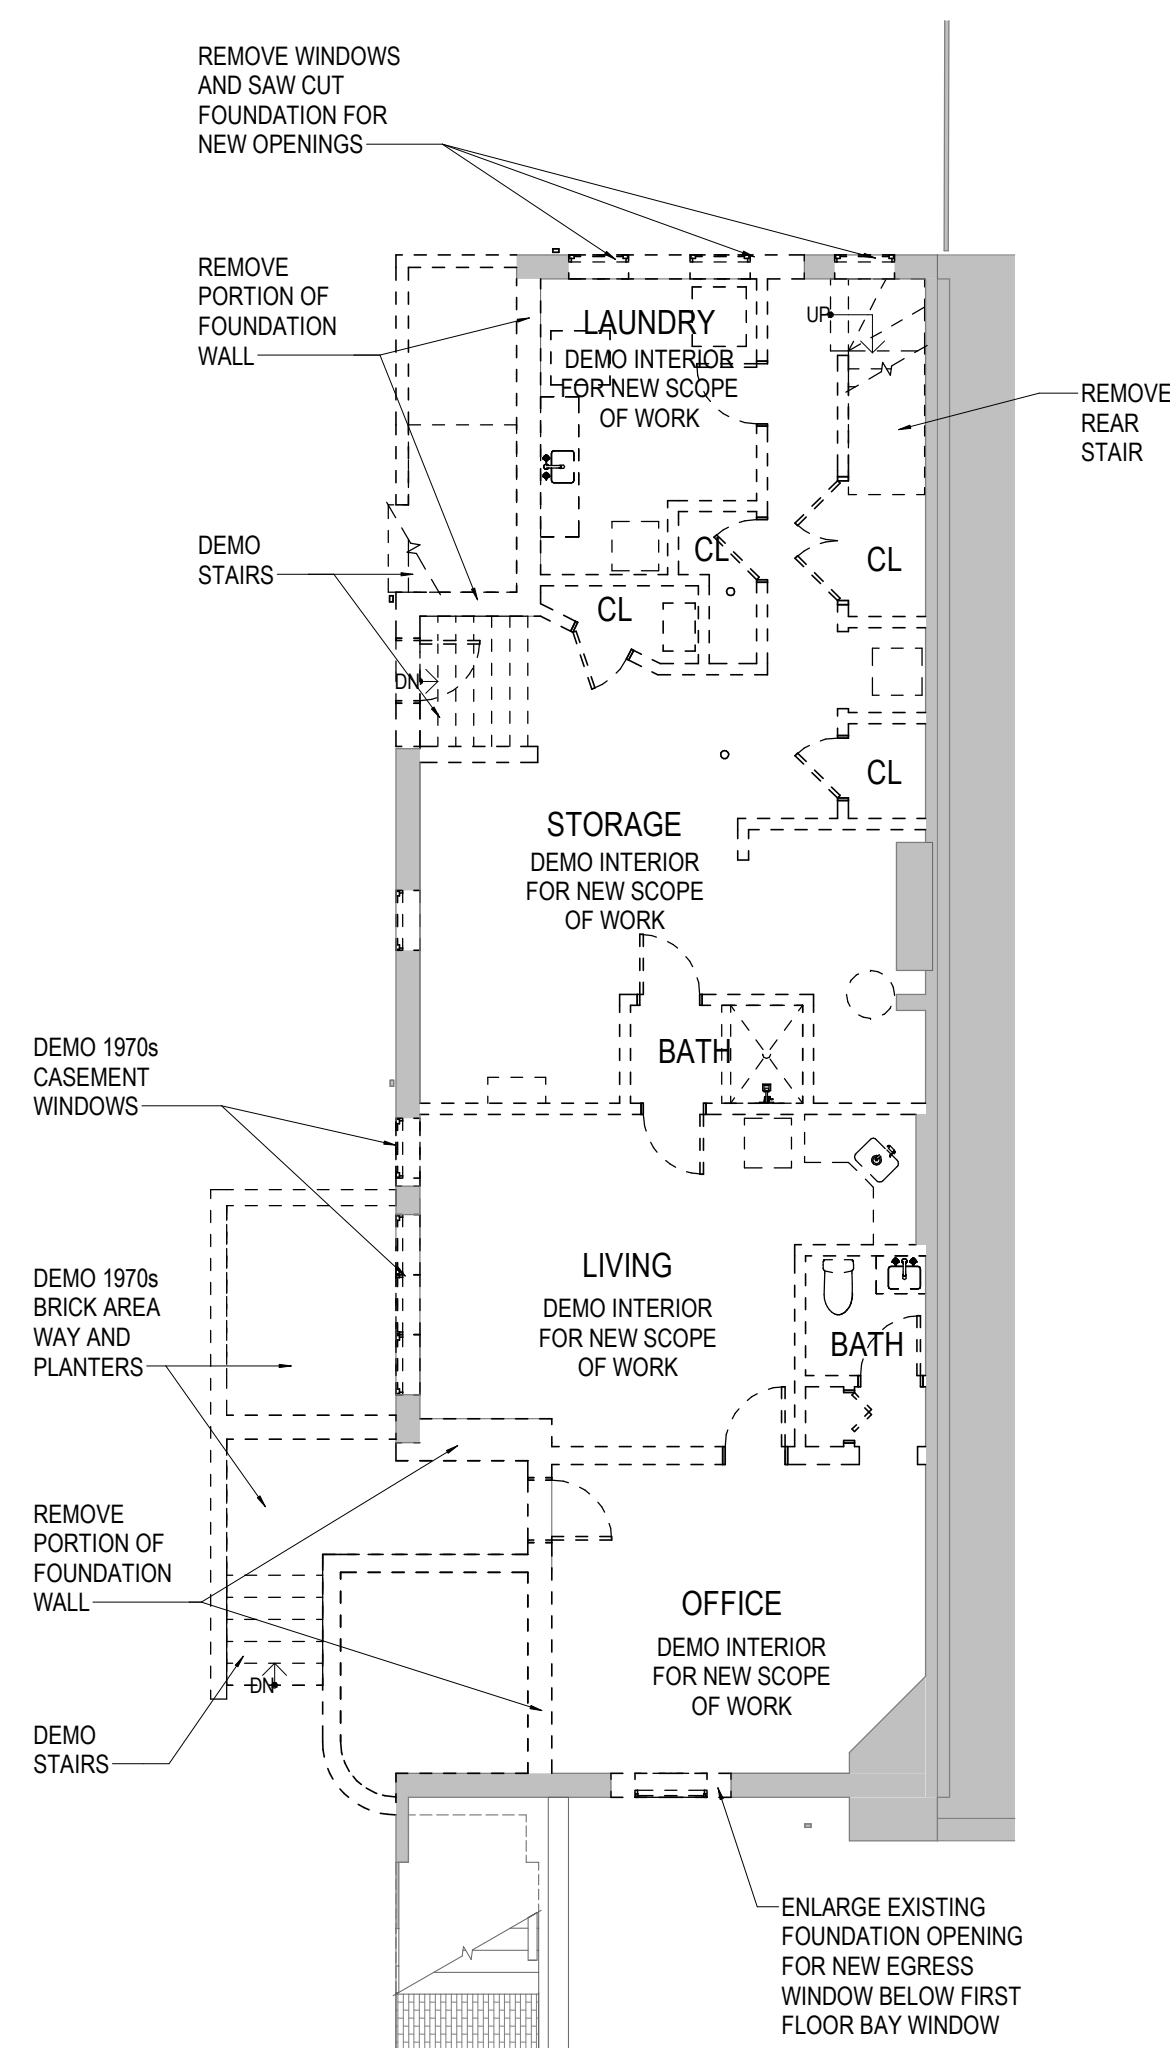 REMOVE WINDOWS
AND SAW CUT
FOUNDATION FOR
NEW OPENINGS
REMOVE
PORTION OF
FOUNDATION
WALL
LAUNDRY
DEMO INTERIOR
FOR NEW SCOPE
OF WORK
UP
REMOVE
REAR
STAIR
DEMO
STAIRS
CL
CL
CL
DN
CL
STORAGE
DEMO INTERIOR
FOR NEW SCOPE
OF WORK
BATH
DEMO 1970s
CASEMENT
WINDOWS
LIVING
DEMO INTERIOR
FOR NEW SCOPE
OF WORK
BATH
DEMO 1970s
BRICK AREA
WAY AND
PLANTERS
REMOVE
PORTION OF
FOUNDATION
WALL
OFFICE
DEMO INTERIOR
FOR NEW SCOPE
OF WORK
DN
DEMO
STAIRS
ENLARGE EXISTING
FOUNDATION OPENING
FOR NEW EGRESS
WINDOW BELOW FIRST
FLOOR BAY WINDOW